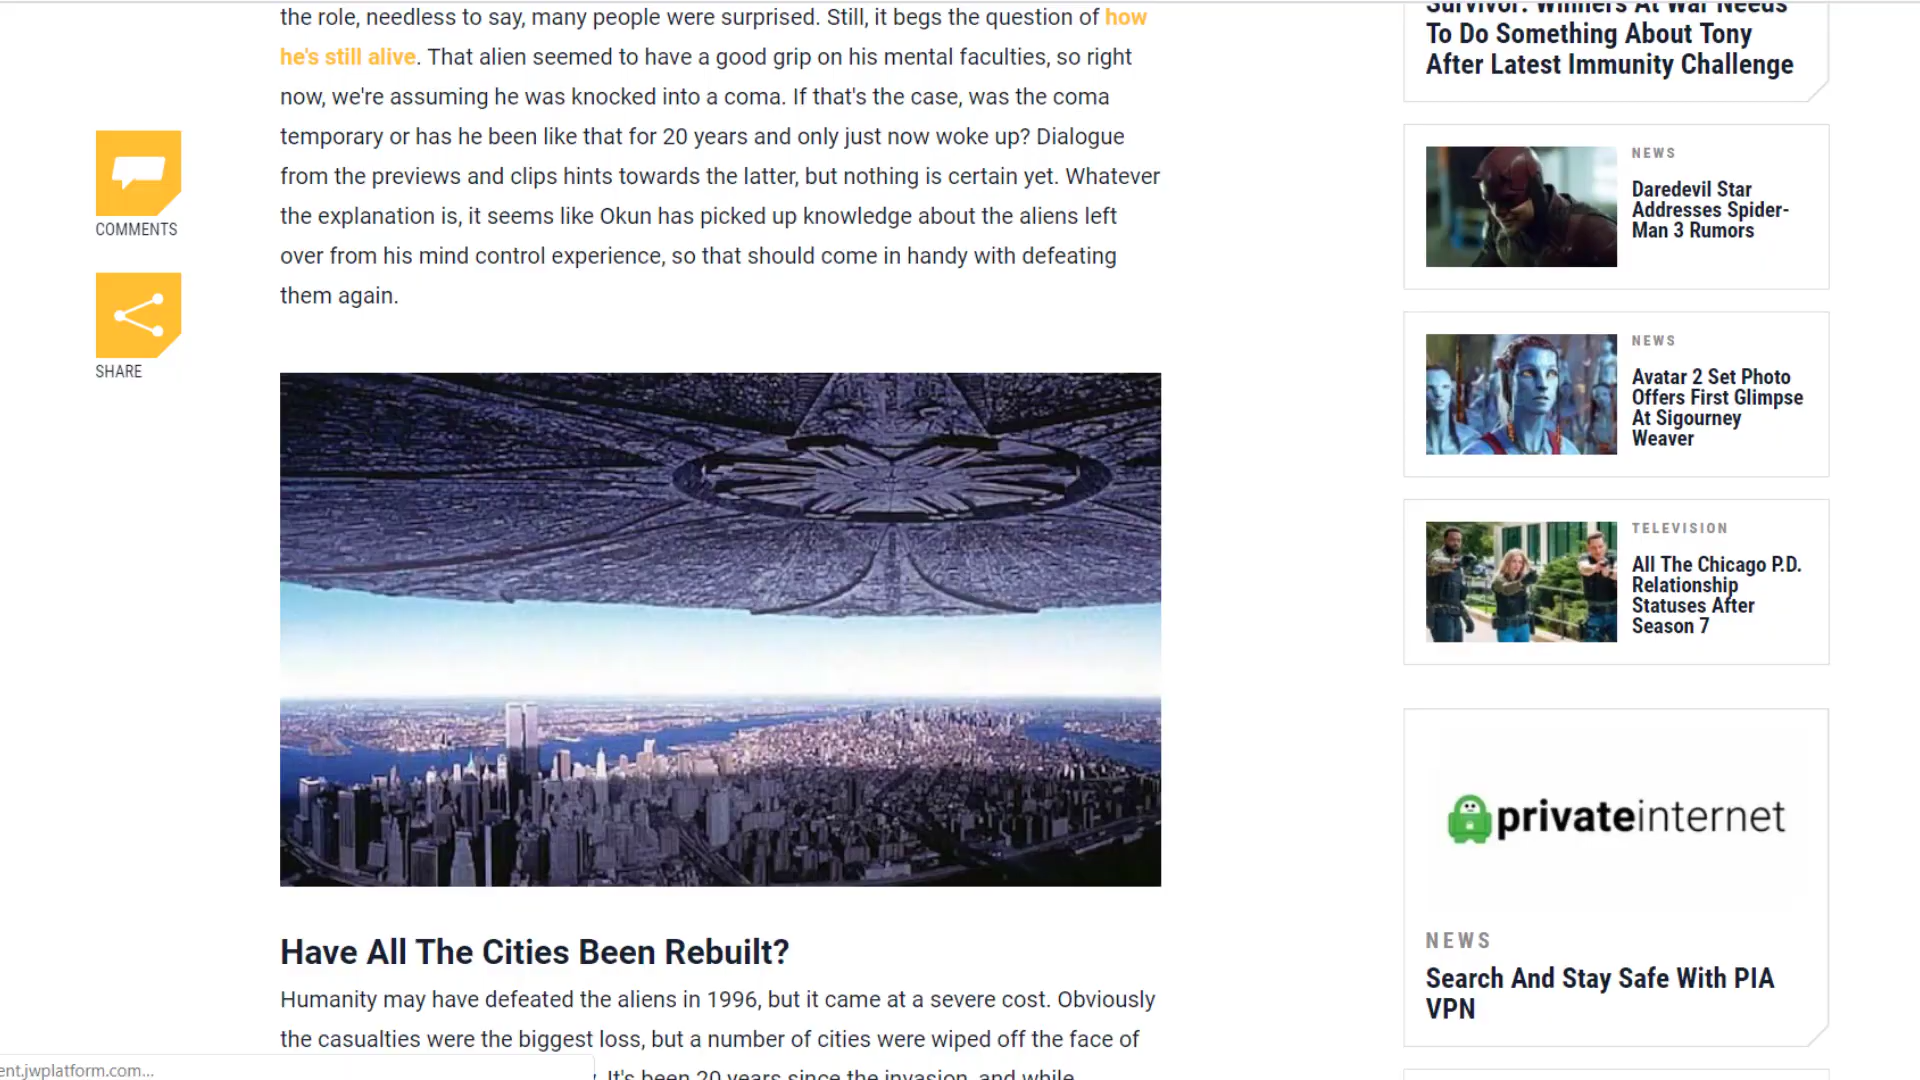 the role, needless to say, many people were surprised. Still, it begs the question of how
he's still alive. That alien seemed to have a good grip on his mental faculties, so right
now, we're assuming he was knocked into a coma. If that's the case, was the coma
temporary or has he been like that for 20 years and only just now woke up? Dialogue
from the previews and clips hints towards the latter, but nothing is certain yet. Whatever
the explanation is, it seems like Okun has picked up knowledge about the aliens left
over from his mind control experience, so that should come in handy with defeating
them again.
COMMENTS
SHARE
Have All The Cities Been Rebuilt?
Humanity may have defeated the aliens in 1996, but it came at a severe cost. Obviously
the casualties were the biggest loss, but a number of cities were wiped off the face of
It's been 20 years since the invasion, and while
ent.jwplatform.com...
Survivor: Winners At War Needs
To Do Something About Tony
After Latest Immunity Challenge
NEWS
Daredevil Star
Addresses Spider-
Man 3 Rumors
NEWS
Avatar 2 Set Photo
Offers First Glimpse
At Sigourney
Weaver
TELEVISION
All The Chicago P.D.
Relationship
Statuses After
Season 7
privateinternet
NEWS
Search And Stay Safe With PIA
VPN